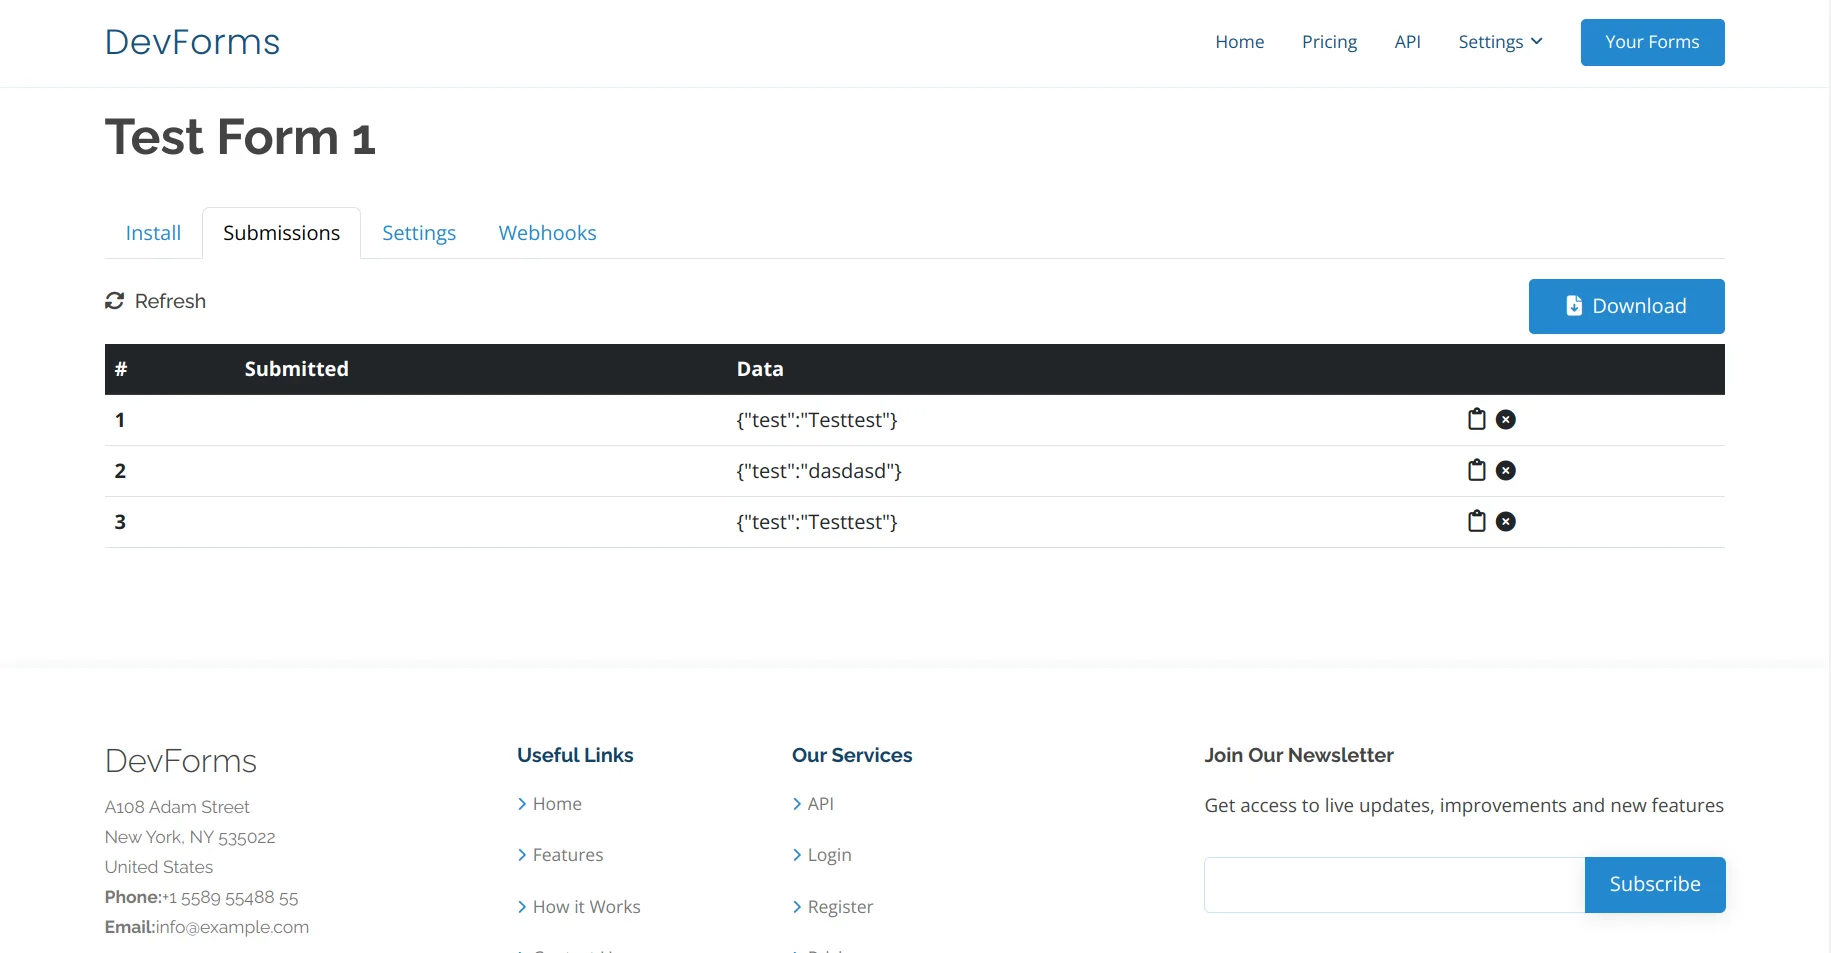 DevForms
Home Pricing API Settings Your Forms
Test Form 1
Install Submissions Settings Webhooks
Refresh
Download
# Submitted Data
1 {"test":"Testtest"}
2 {"test":"dasdasd"}
3 {"test":"Testtest"}
DevForms
A108 Adam Street
New York, NY 535022
United States
Phone:+1 5589 55488 55
Email:info@example.com
Useful Links
Home
Features
How it Works
Our Services
API
Login
Register
Join Our Newsletter
Get access to live updates, improvements and new features
Subscribe